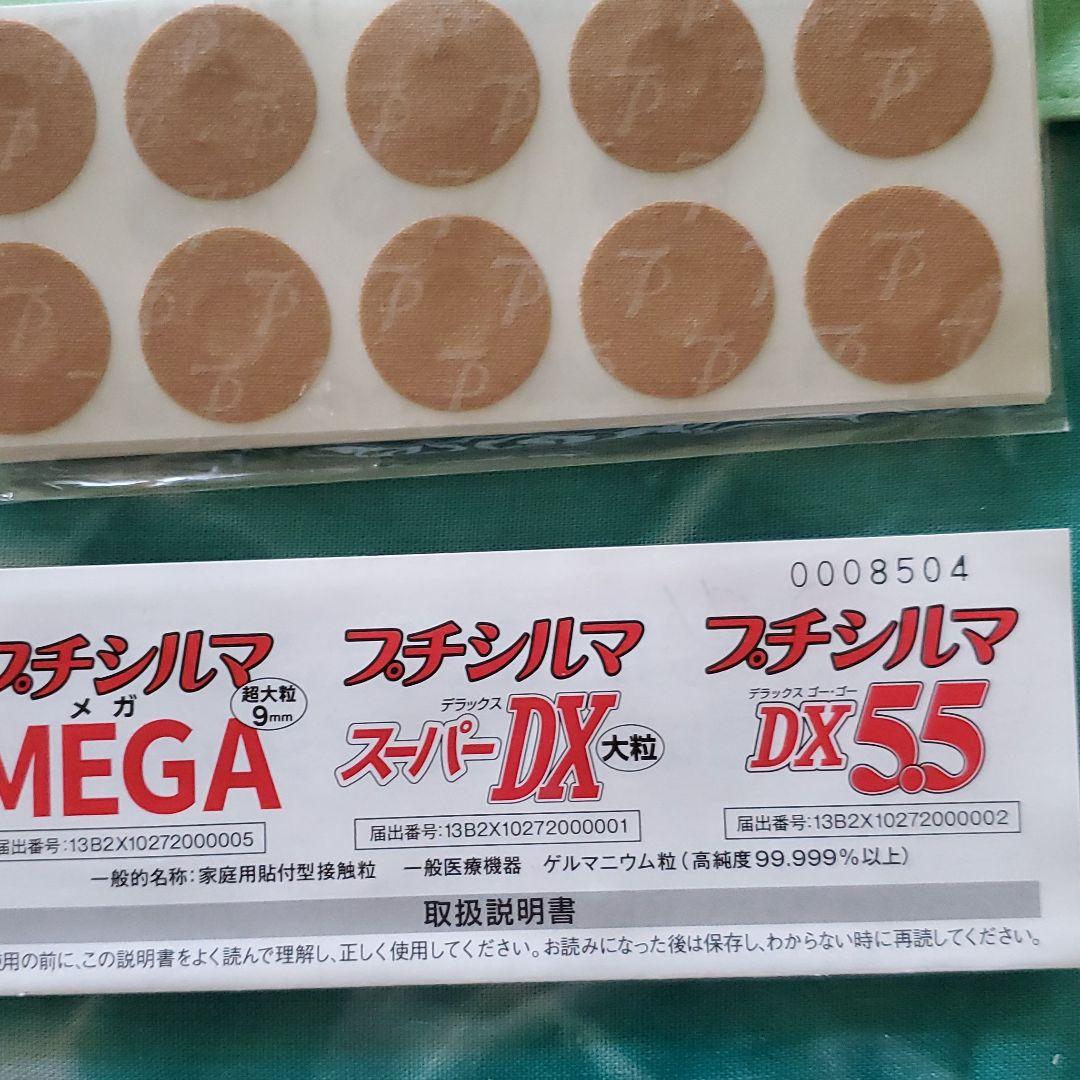 0008504
プチシルマ
メガ
MEGA
超大粒
9mm
届出番号:13B2X10272000005
プチシルマ
デラックス
スーパーDX大粒
届出番号:13B2X10272000001
プチシルマ
デラックス ゴー・ゴー
DX5.5
届出番号:13B2X10272000002
一般的名称:家庭用貼付型接触粒 一般医療機器 ゲルマニウム粒(高純度99.999%以上)
取扱説明書
使用の前に、この説明書をよく読んで理解し、正しく使用してください。お読みになった後は保存し、わからない時に再読してください。